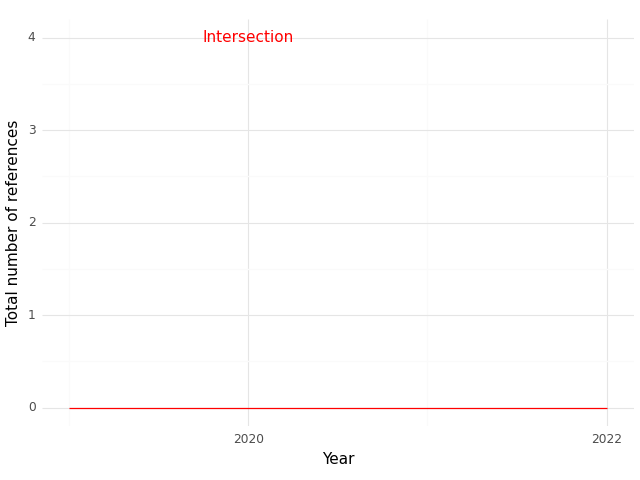 Intersection
4
3
2
1
0
Total number of references
2020
2022
Year